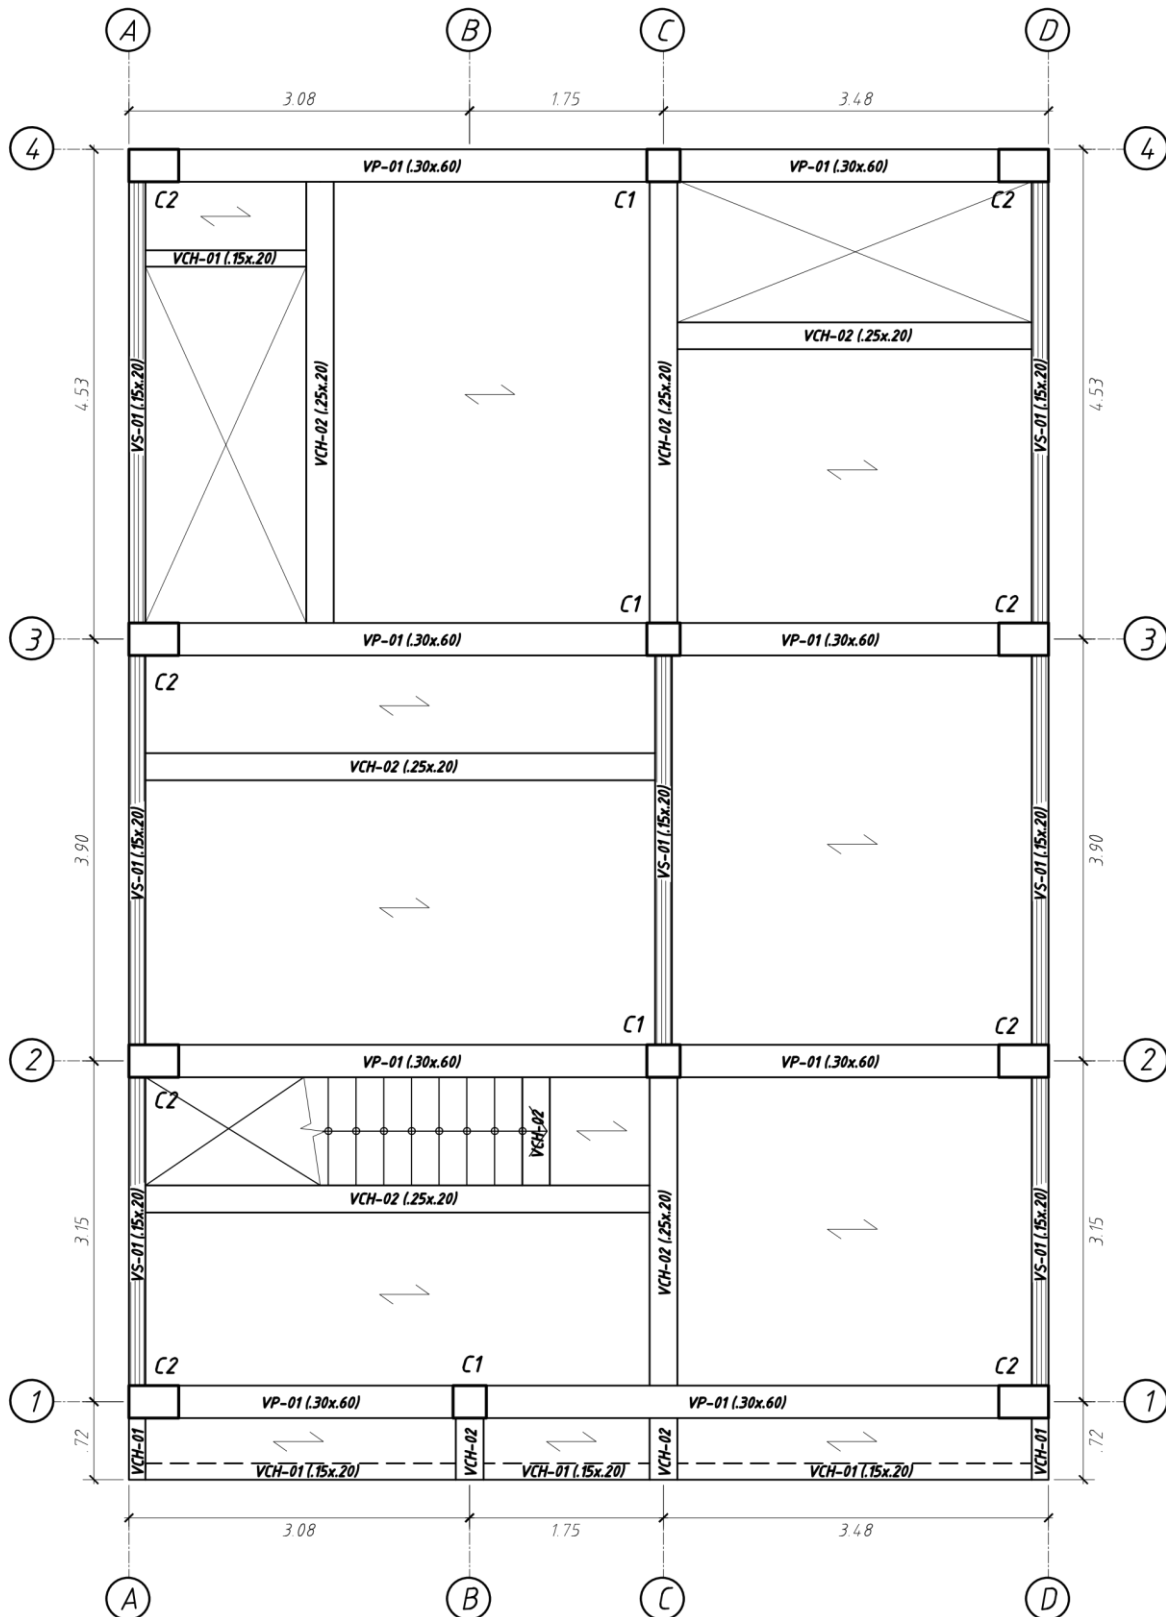 A B C D
3.08 1.75 3.48
4 VP-01 (.30x.60) VP-01 (.30x.60) 4
C2 C1 C2
VCH-01 (.15x.20)
VCH-02 (.25x.20)
4.53 VS-01 (.15x.20) VCH-02 (.25x.20) VCH-02 (.25x.20) VS-01 (.15x.20) 4.53
C1 C2
3 VP-01 (.30x.60) VP-01 (.30x.60) 3
C2
VCH-02 (.25x.20)
3.90 VS-01 (.15x.20) VS-01 (.15x.20) VS-01 (.15x.20) 3.90
C1 C2
2 VP-01 (.30x.60) VP-01 (.30x.60) 2
C2
VCH-02
VCH-02 (.25x.20)
3.15 VS-01 (.15x.20) VCH-02 (.25x.20) VS-01 (.15x.20) 3.15
C2 C1 C2
1 VP-01 (.30x.60) VP-01 (.30x.60) 1
.72 VCH-01 VCH-02 VCH-02 VCH-01 .72
VCH-01 (.15x.20) VCH-01 (.15x.20) VCH-01 (.15x.20)
3.08 1.75 3.48
A B C D